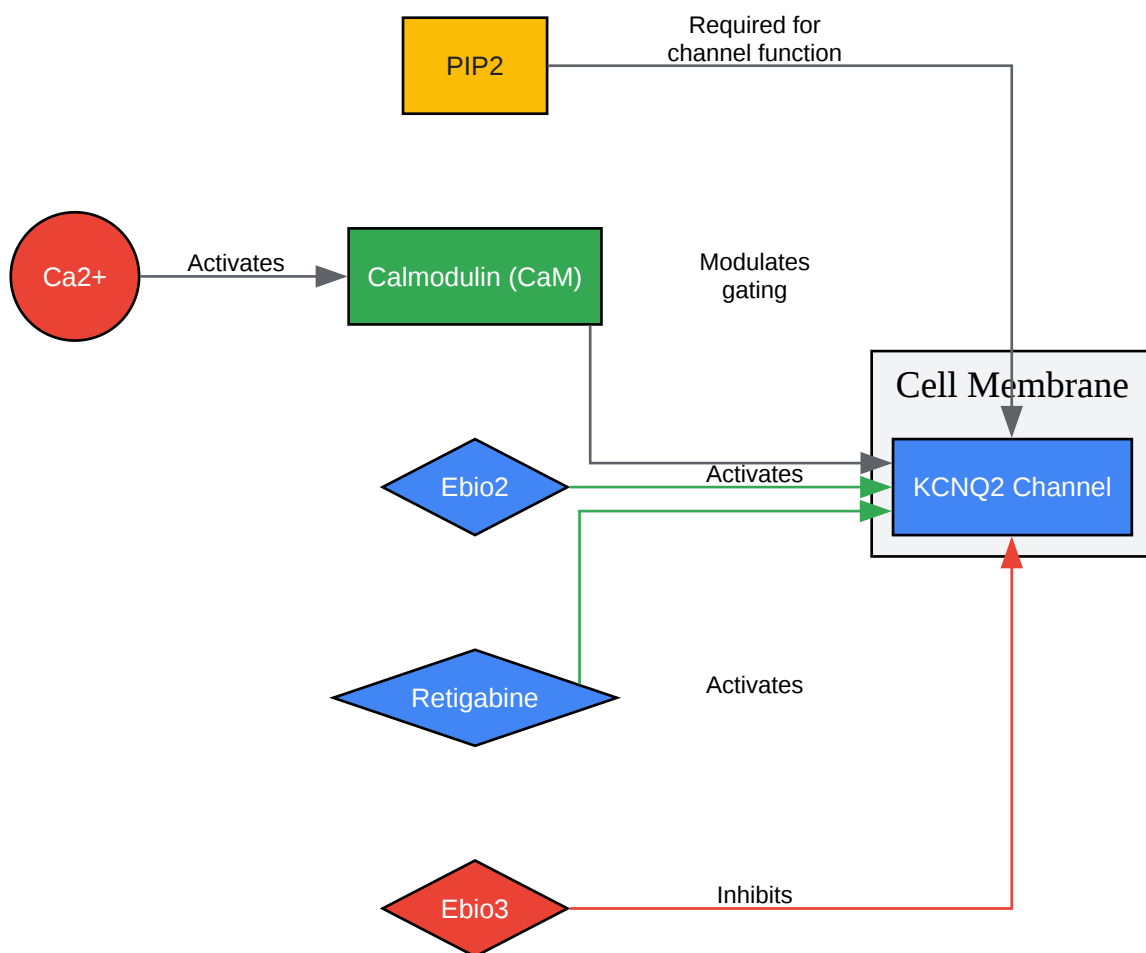 Required for
channel function
PIP2
Ca2+
Activates
Calmodulin (CaM)
Modulates
gating
Cell Membrane
Ebio2
Activates
KCNQ2 Channel
Retigabine
Activates
Ebio3
Inhibits